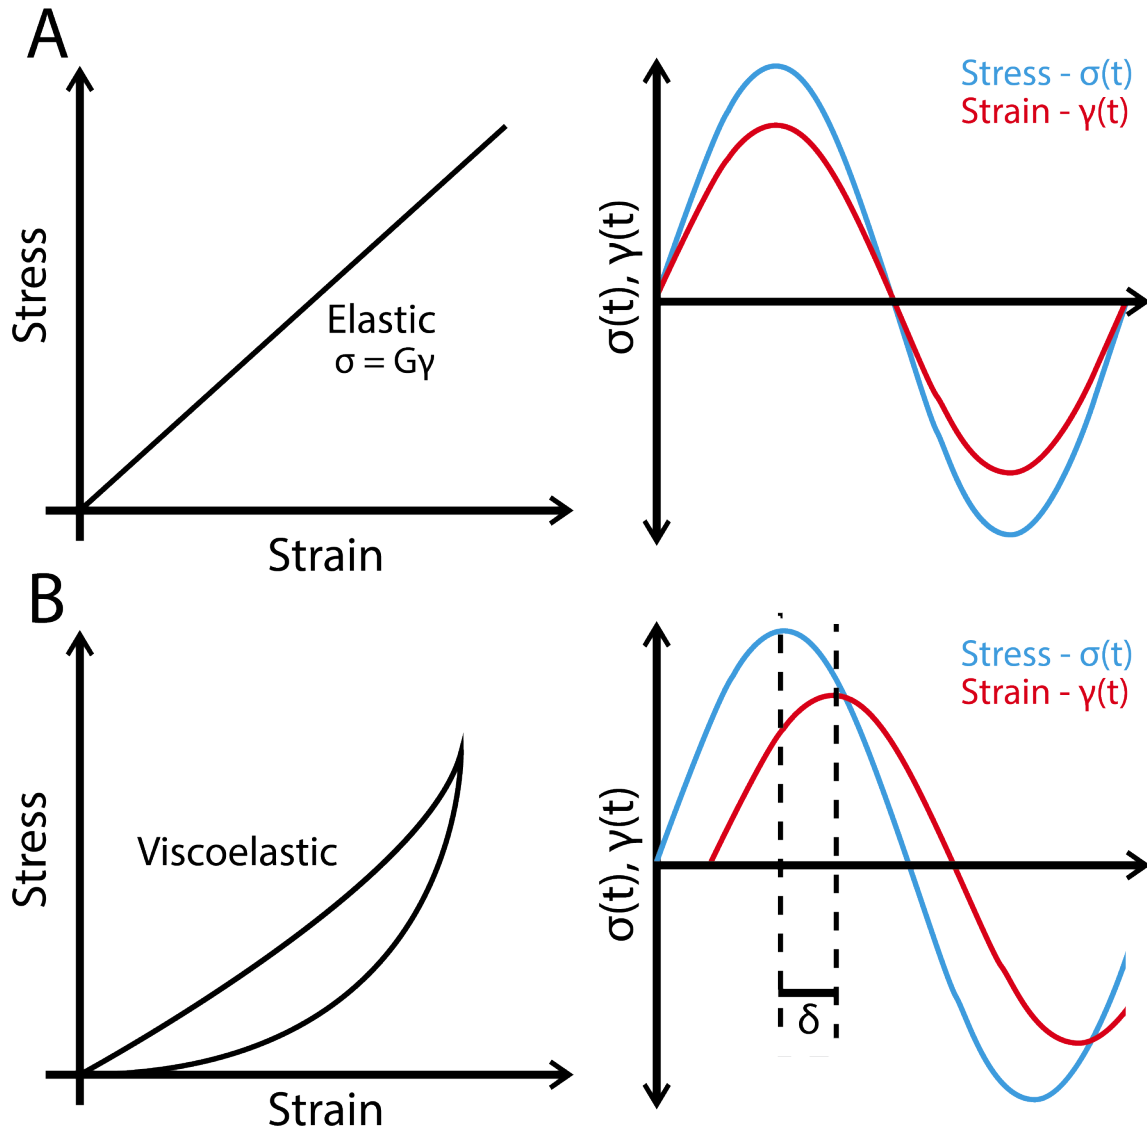 A
Stress
Elastic
σ = Gγ
Strain
σ(t), γ(t)
Stress - σ(t)
Strain - γ(t)
B
Stress
Viscoelastic
Strain
σ(t), γ(t)
Stress - σ(t)
Strain - γ(t)
δ